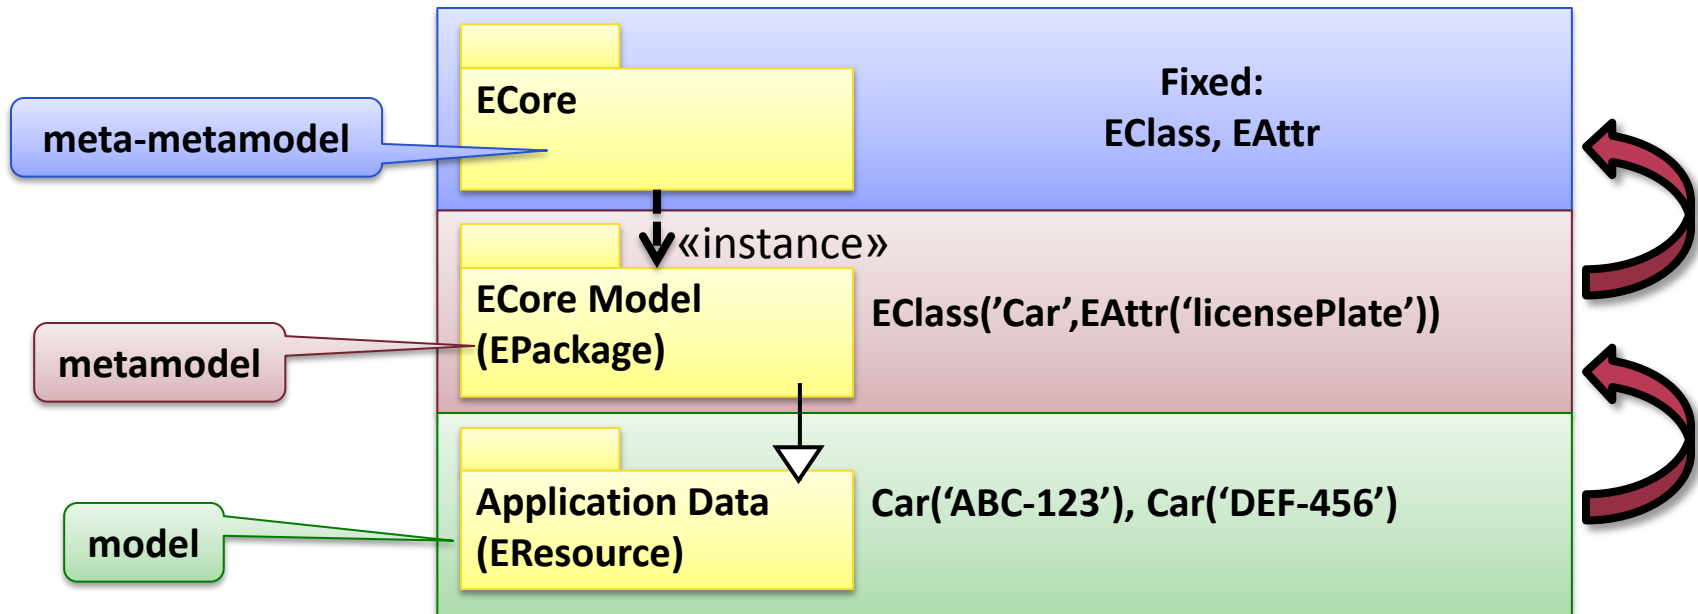 ECore
Fixed:
EClass, EAttr
meta-metamodel
«instance»
ECore Model
(EPackage)
EClass(’Car’,EAttr(‘licensePlate’))
metamodel
Application Data
(EResource)
Car(‘ABC-123’), Car(‘DEF-456’)
model